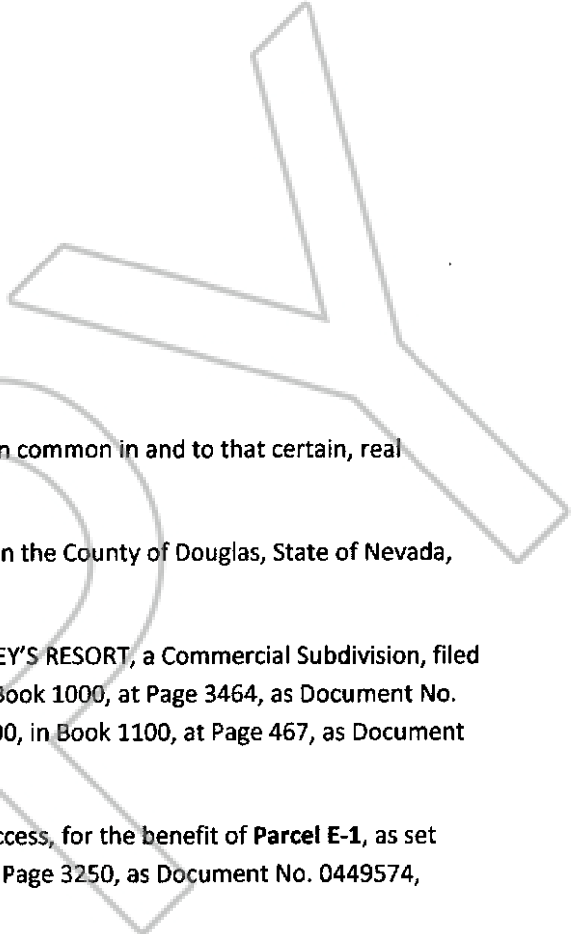 n common in and to that certain, real
n the County of Douglas, State of Nevada,
EY'S RESORT, a Commercial Subdivision, filed
Book 1000, at Page 3464, as Document No.
00, in Book 1100, at Page 467, as Document
ccess, for the benefit of Parcel E-1, as set
Page 3250, as Document No. 0449574,